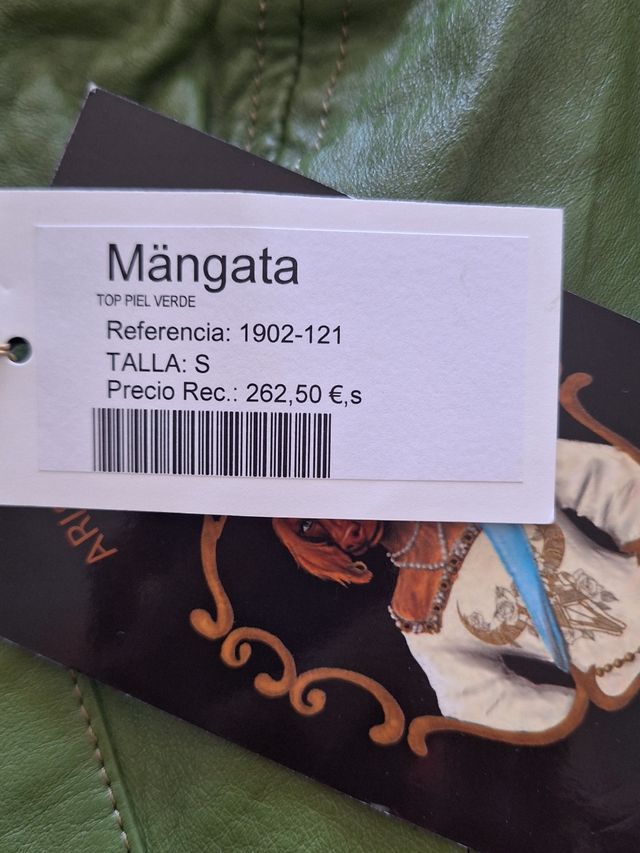 Mängata
TOP PIEL VERDE
Referencia: 1902-121
TALLA: S
Precio Rec.: 262,50 €,s